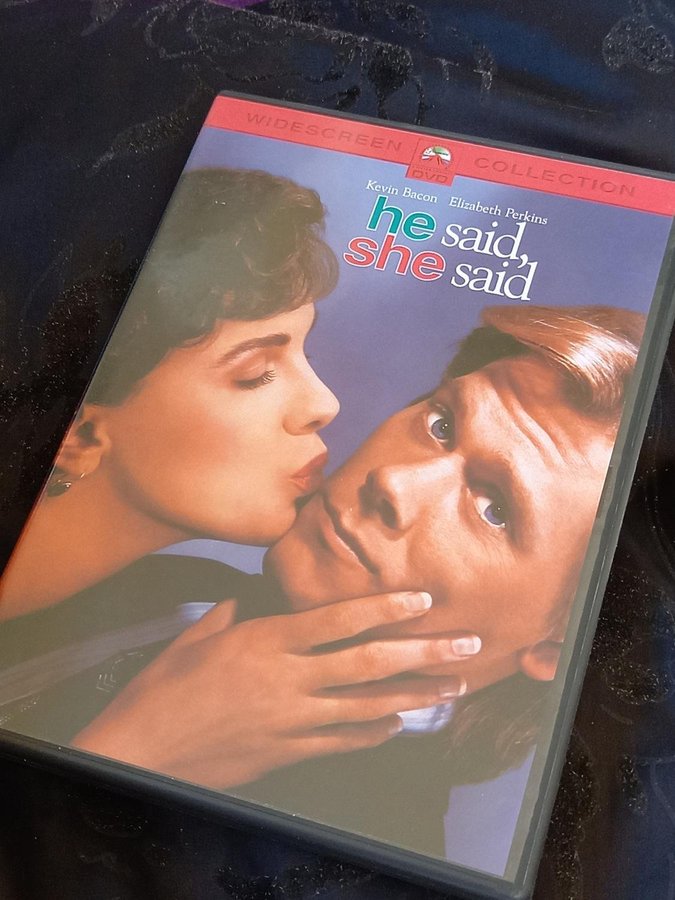 WIDESCREEN DVD COLLECTION
Kevin Bacon Elizabeth Perkins
he said,
she said